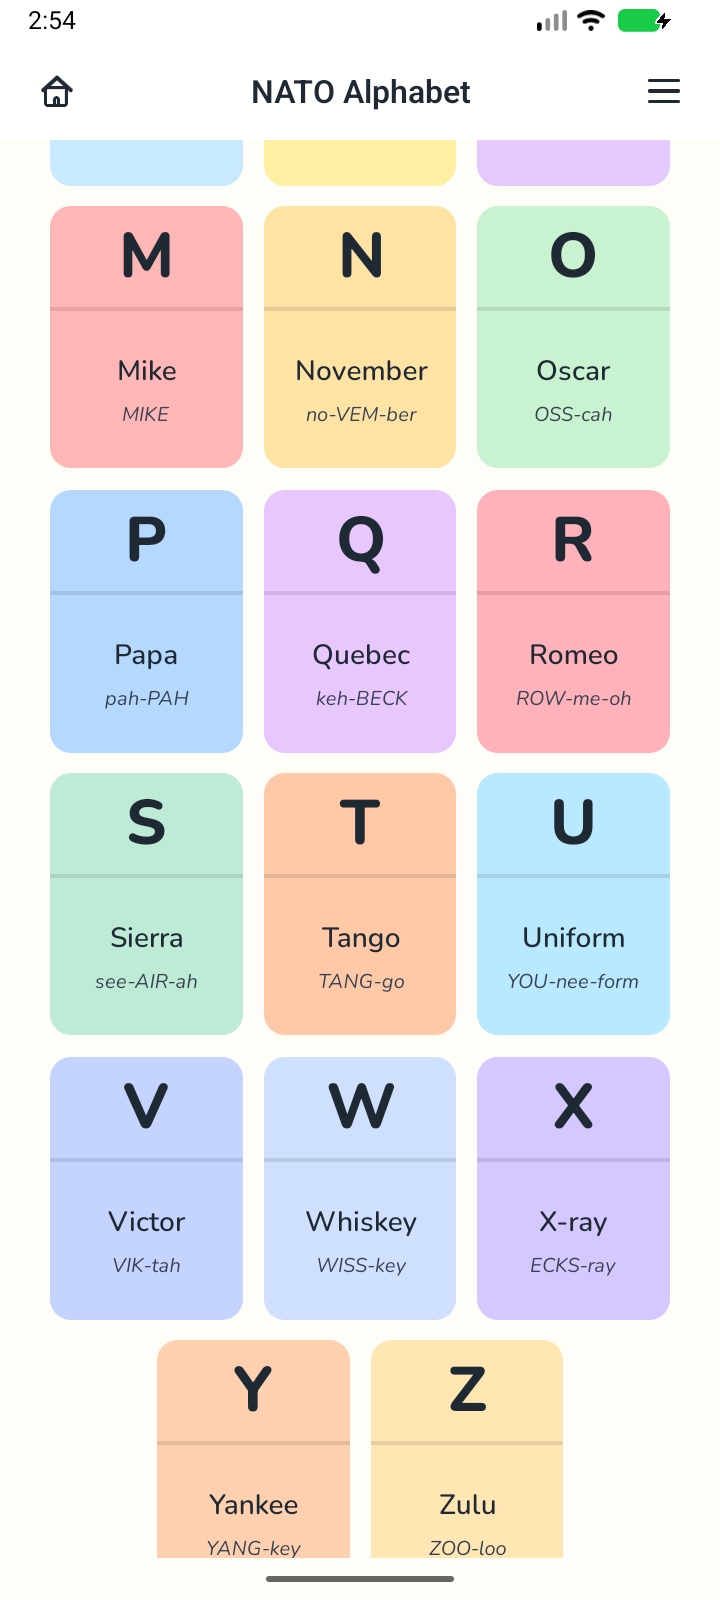 2:54
NATO Alphabet
M
N
O
Mike
November
Oscar
MIKE
no-VEM-ber
OSS-cah
P
Q
R
Papa
Quebec
Romeo
pah-PAH
keh-BECK
ROW-me-oh
S
T
U
Sierra
Tango
Uniform
see-AIR-ah
TANG-go
YOU-nee-form
V
W
X
Victor
Whiskey
X-ray
VIK-tah
WISS-key
ECKS-ray
Y
Z
Yankee
Zulu
YANG-key
ZOO-loo